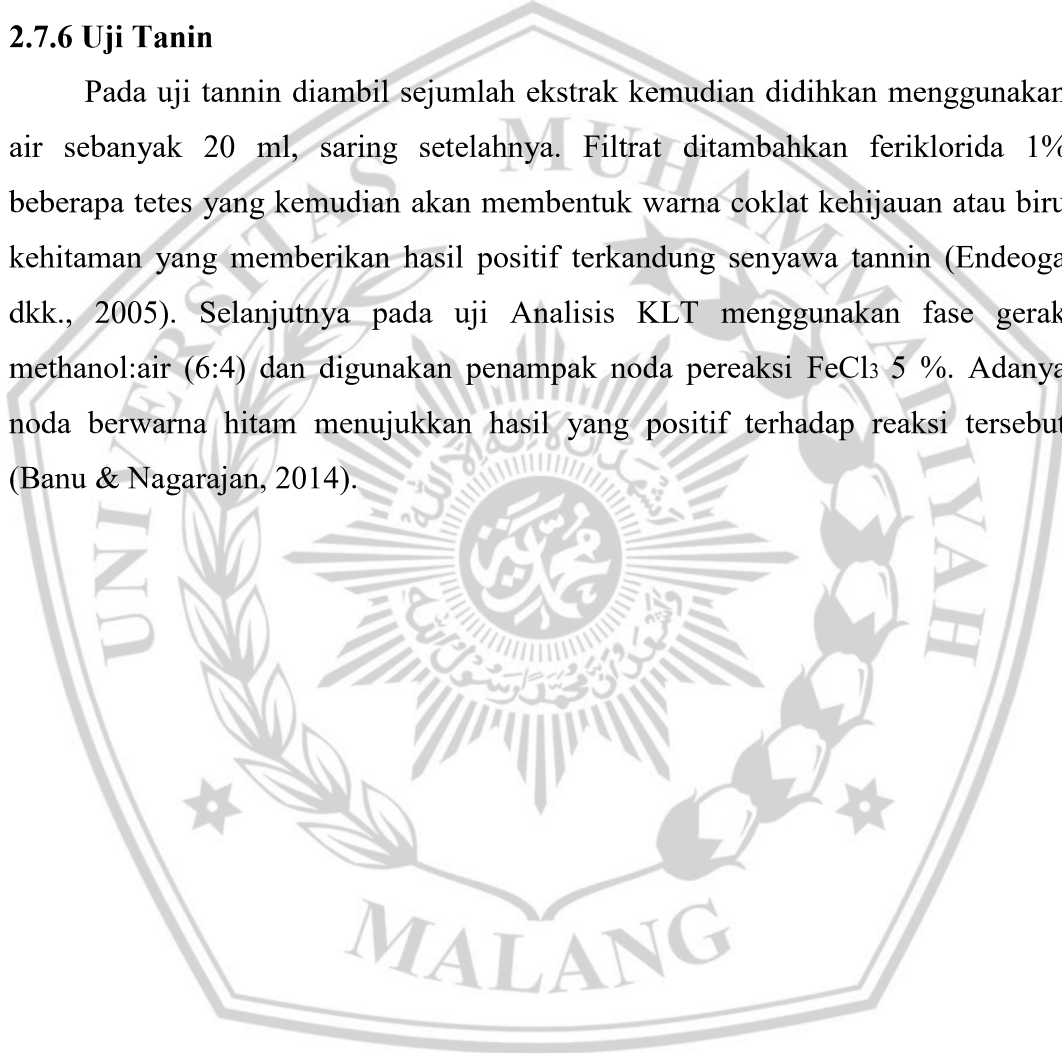 2.7.6 Uji Tanin
Pada uji tannin diambil sejumlah ekstrak kemudian didihkan menggunakan
air sebanyak 20 ml, saring setelahnya. Filtrat ditambahkan feriklorida 1%
beberapa tetes yang kemudian akan membentuk warna coklat kehijauan atau biru
kehitaman yang memberikan hasil positif terkandung senyawa tannin (Endeoga
dkk., 2005). Selanjutnya pada uji Analisis KLT menggunakan fase gerak
methanol:air (6:4) dan digunakan penampak noda pereaksi FeCl3 5 %. Adanya
noda berwarna hitam menujukkan hasil yang positif terhadap reaksi tersebut
(Banu & Nagarajan, 2014).
UNIVERSITAS MUHAMMADIYAH
MALANG